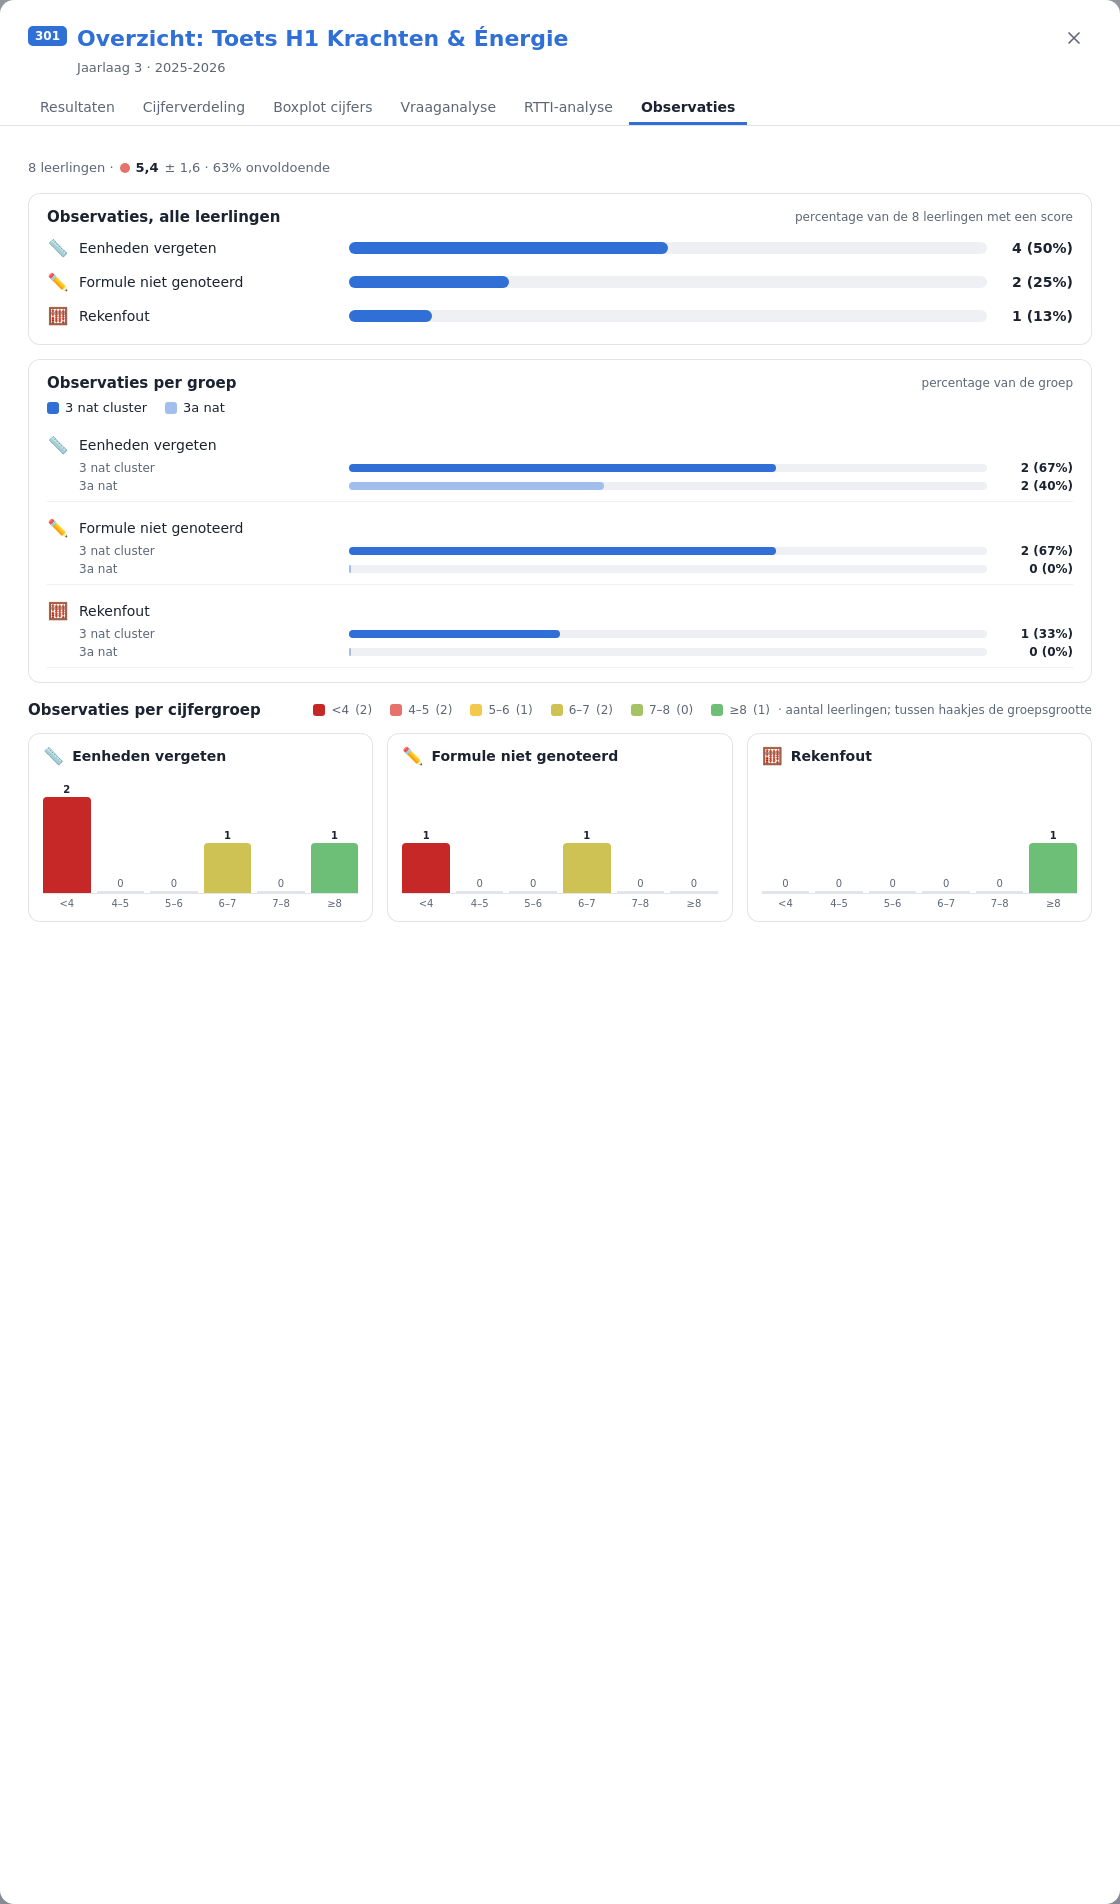 301 Overzicht: Toets H1 Krachten & Énergie
Jaarlaag 3 · 2025-2026
Resultaten Cijferverdeling Boxplot cijfers Vraaganalyse RTTI-analyse Observaties
8 leerlingen · 5,4 ± 1,6 · 63% onvoldoende
Observaties, alle leerlingen percentage van de 8 leerlingen met een score
Eenheden vergeten 4 (50%)
Formule niet genoteerd 2 (25%)
Rekenfout 1 (13%)
Observaties per groep percentage van de groep
3 nat cluster 3a nat
Eenheden vergeten
3 nat cluster 2 (67%)
3a nat 2 (40%)
Formule niet genoteerd
3 nat cluster 2 (67%)
3a nat 0 (0%)
Rekenfout
3 nat cluster 1 (33%)
3a nat 0 (0%)
Observaties per cijfergroep <4 (2) 4–5 (2) 5–6 (1) 6–7 (2) 7–8 (0) ≥8 (1) · aantal leerlingen; tussen haakjes de groepsgrootte
Eenheden vergeten
2 0 0 1 0 1
<4 4–5 5–6 6–7 7–8 ≥8
Formule niet genoteerd
1 0 0 1 0 0
<4 4–5 5–6 6–7 7–8 ≥8
Rekenfout
0 0 0 0 0 1
<4 4–5 5–6 6–7 7–8 ≥8